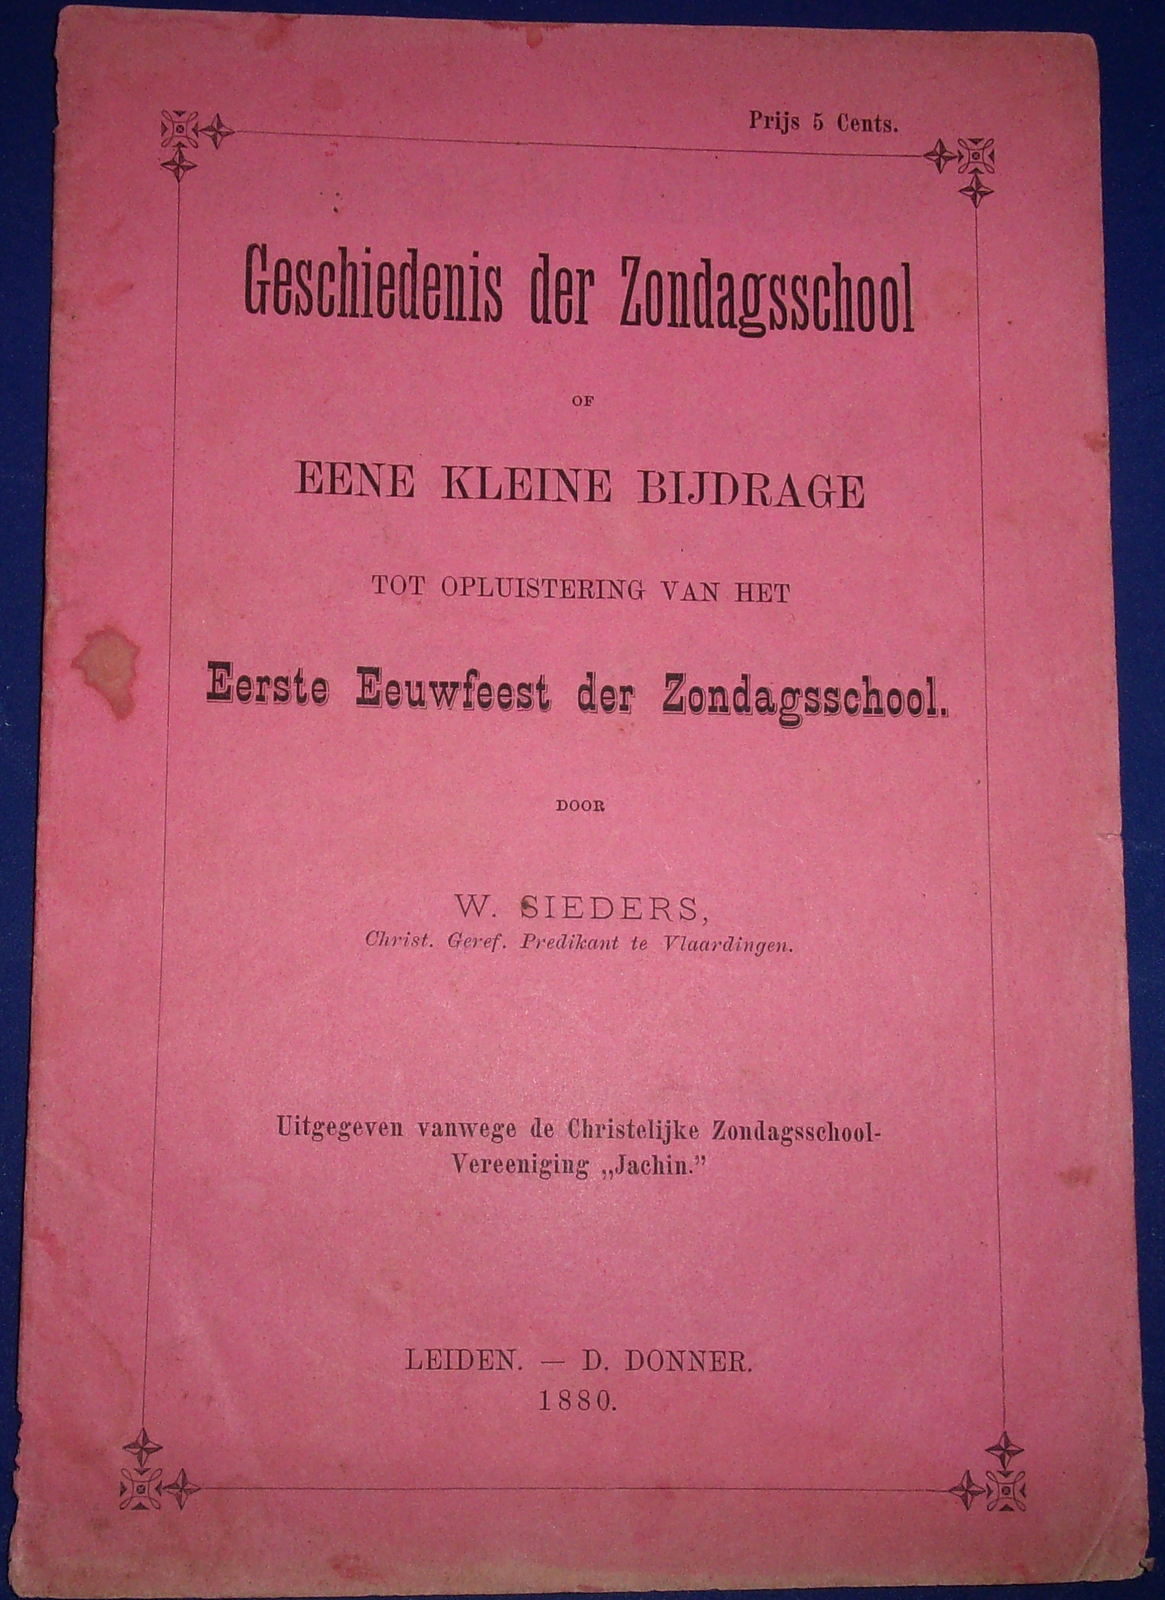 Prijs 5 Cents.
Geschiedenis der Zondagsschool
OF
EENE KLEINE BIJDRAGE
TOT OPLUISTERING VAN HET
Eerste Eeuwfeest der Zondagsschool.
DOOR
W. SIEDERS,
Christ. Geref. Predikant te Vlaardingen.
Uitgegeven vanwege de Christelijke Zondagsschool-
Vereeniging „Jachin.”
LEIDEN. — D. DONNER.
1880.